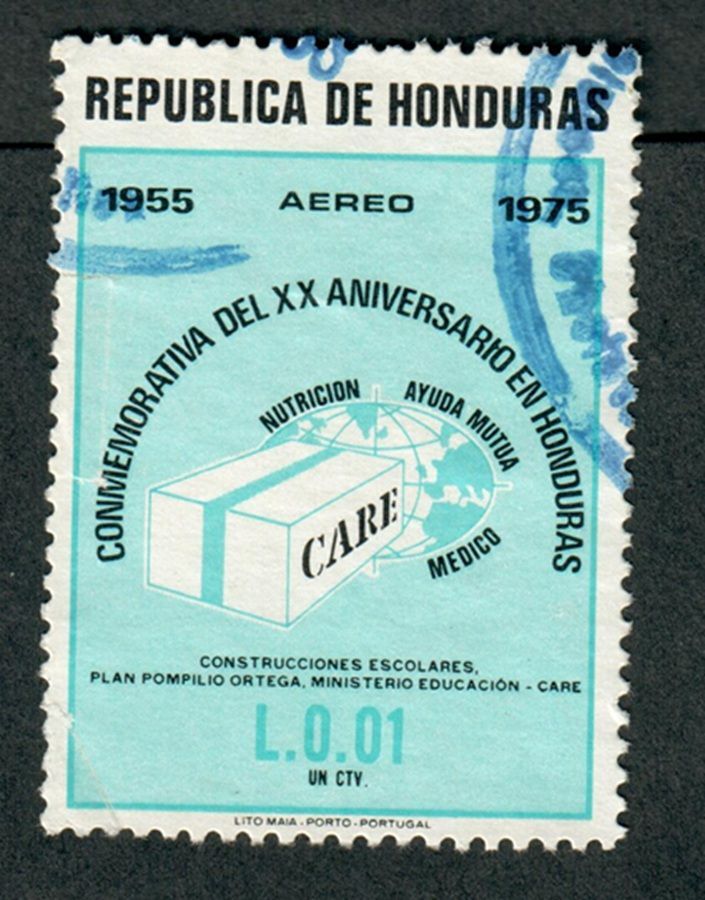 REPUBLICA DE HONDURAS
1955 AEREO 1975
CONMEMORATIVA DEL XX ANIVERSARIO EN HONDURAS
NUTRICION AYUDA MUTUA
CARE
MEDICO
CONSTRUCCIONES ESCOLARES,
PLAN POMPILIO ORTEGA, MINISTERIO EDUCACIÓN - CARE
L.0.01
UN CTV.
LITO MAIA - PORTO - PORTUGAL